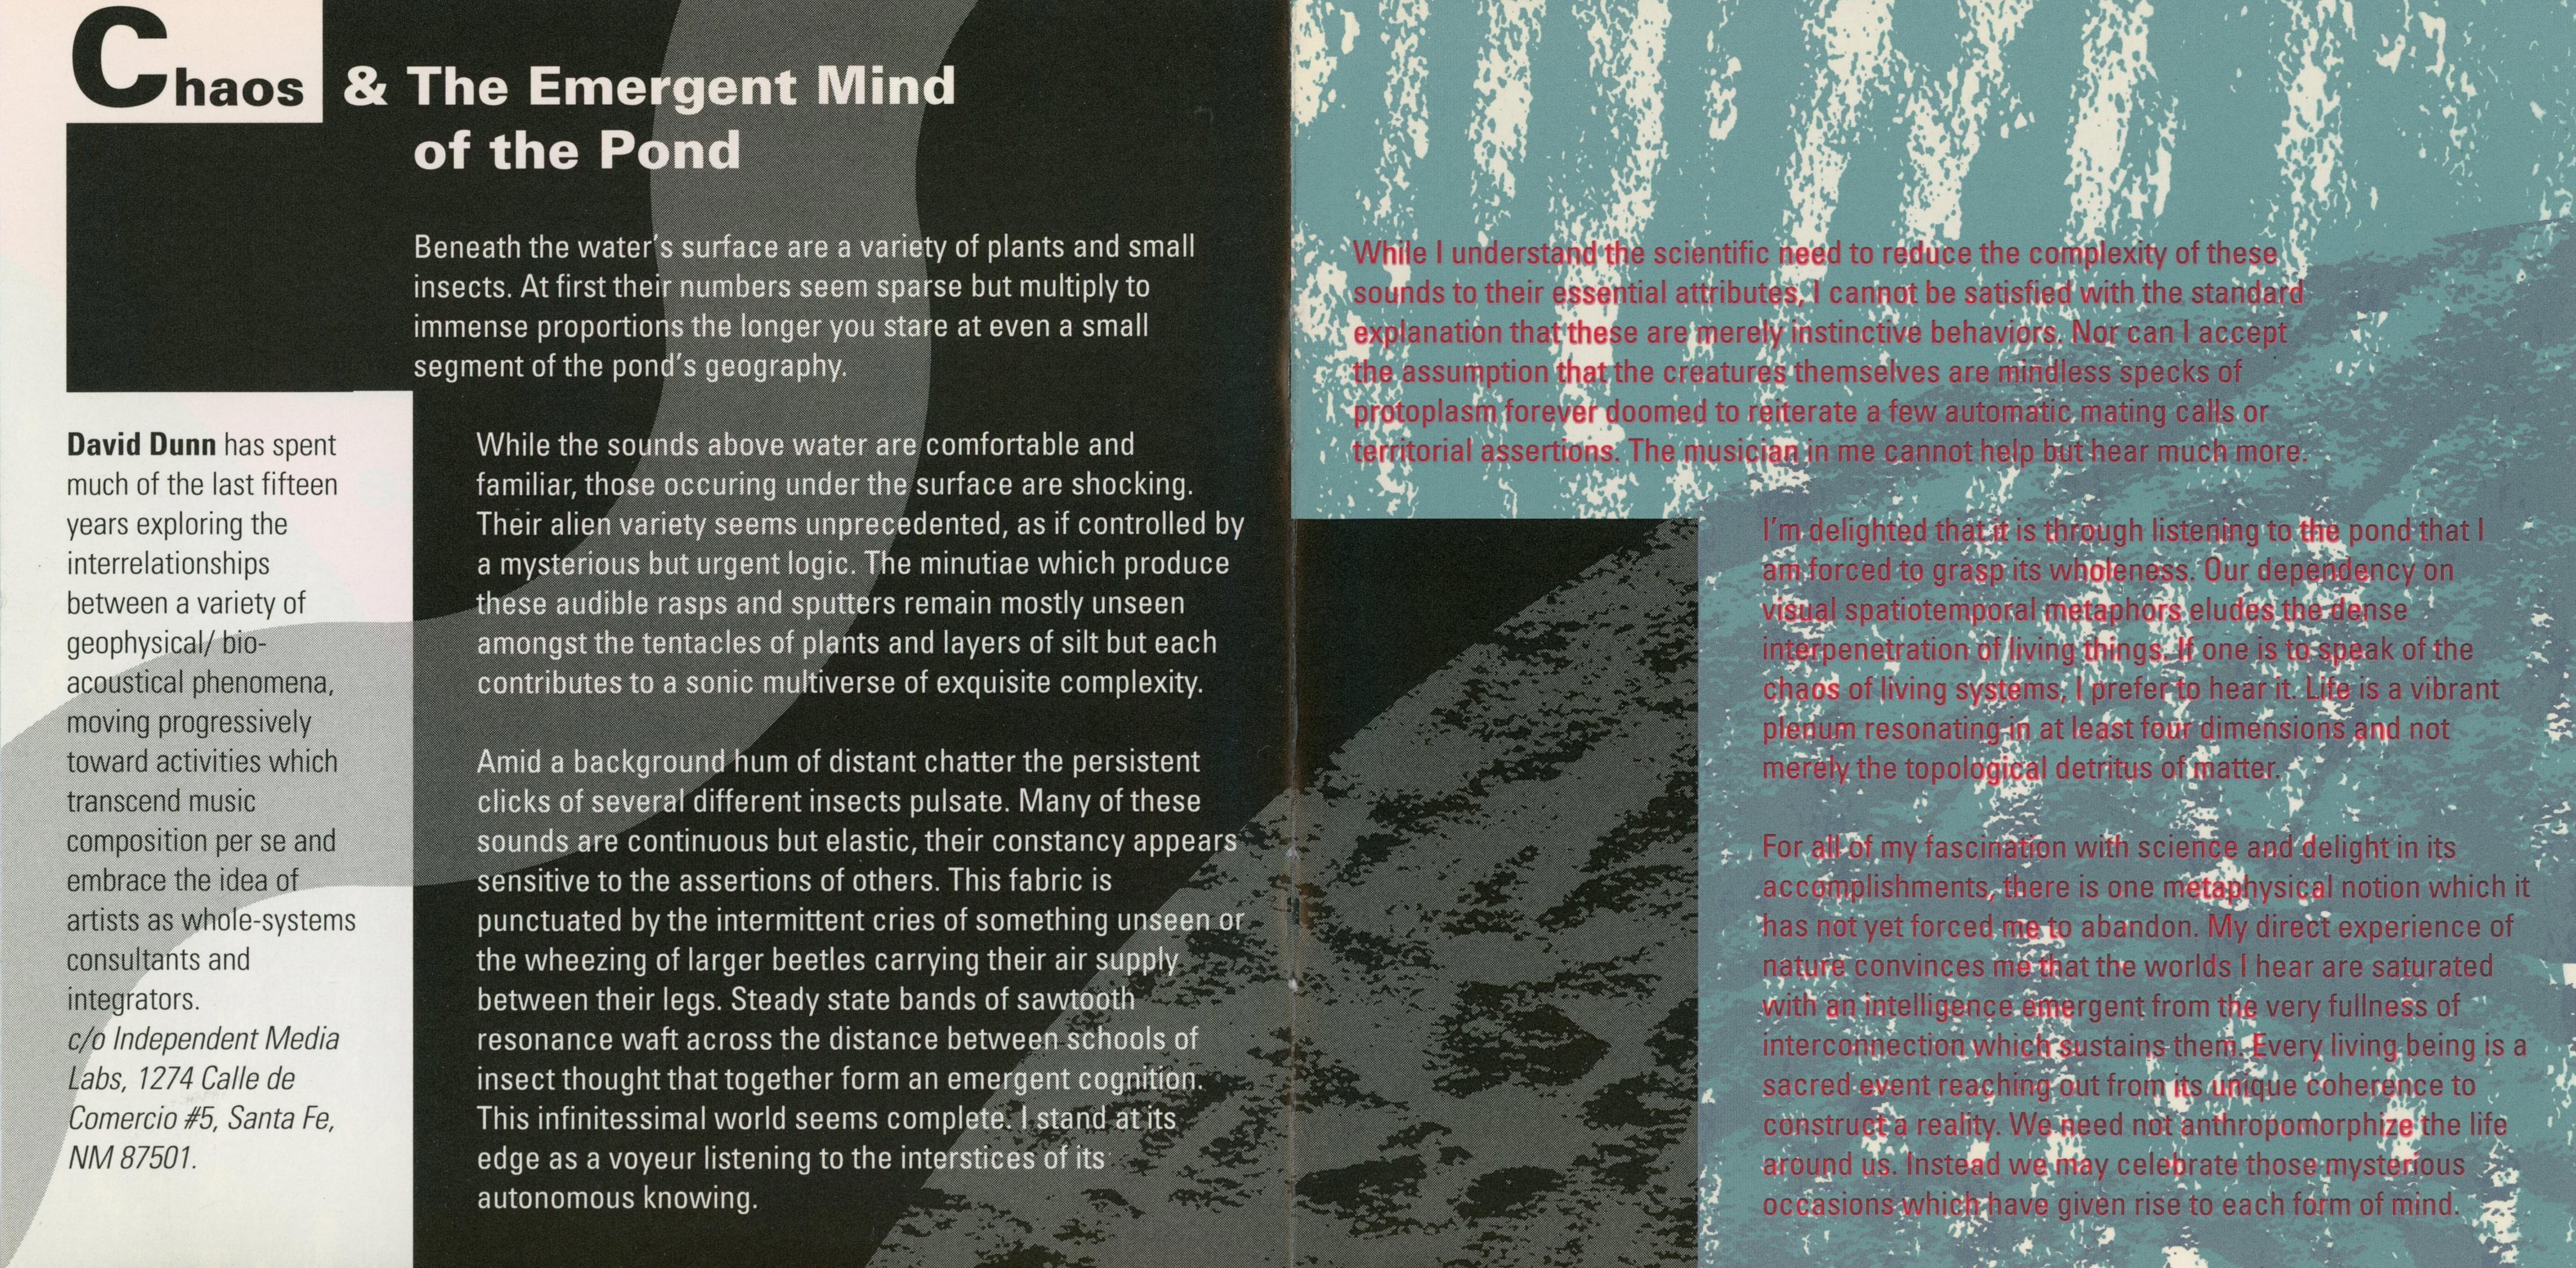 Chaos & The Emergent Mind
of the Pond
Beneath the water's surface are a variety of plants and small
insects. At first their numbers seem sparse but multiply to
immense proportions the longer you stare at even a small
segment of the pond's geography.
While the sounds above water are comfortable and
familiar, those occuring under the surface are shocking.
Their alien variety seems unprecedented, as if controlled by
a mysterious but urgent logic. The minutiae which produce
these audible rasps and sputters remain mostly unseen
amongst the tentacles of plants and layers of silt but each
contributes to a sonic multiverse of exquisite complexity.
Amid a background hum of distant chatter the persistent
clicks of several different insects pulsate. Many of these
sounds are continuous but elastic, their constancy appears
sensitive to the assertions of others. This fabric is
punctuated by the intermittent cries of something unseen or
the wheezing of larger beetles carrying their air supply
between their legs. Steady state bands of sawtooth
resonance waft across the distance between schools of
insect thought that together form an emergent cognition.
This infinitessimal world seems complete. I stand at its
edge as a voyeur listening to the interstices of its
autonomous knowing.
David Dunn has spent
much of the last fifteen
years exploring the
interrelationships
between a variety of
geophysical/ bio-
acoustical phenomena,
moving progressively
toward activities which
transcend music
composition per se and
embrace the idea of
artists as whole-systems
consultants and
integrators.
c/o Independent Media
Labs, 1274 Calle de
Comercio #5, Santa Fe,
NM 87501.
While I understand the scientific need to reduce the complexity of these
sounds to their essential attributes, I cannot be satisfied with the standard
explanation that these are merely instinctive behaviors. Nor can I accept
the assumption that the creatures themselves are mindless specks of
protoplasm forever doomed to reiterate a few automatic mating calls or
territorial assertions. The musician in me cannot help but hear much more.
I'm delighted that it is through listening to the pond that I
am forced to grasp its wholeness. Our dependency on
visual spatiotemporal metaphors eludes the dense
interpenetration of living things. If one is to speak of the
chaos of living systems, I prefer to hear it. Life is a vibrant
plenum resonating in at least four dimensions and not
merely the topological detritus of matter.
For all of my fascination with science and delight in its
accomplishments, there is one metaphysical notion which it
has not yet forced me to abandon. My direct experience of
nature convinces me that the worlds I hear are saturated
with an intelligence emergent from the very fullness of
interconnection which sustains them. Every living being is a
sacred event reaching out from its unique coherence to
construct a reality. We need not anthropomorphize the life
around us. Instead we may celebrate those mysterious
occasions which have given rise to each form of mind.